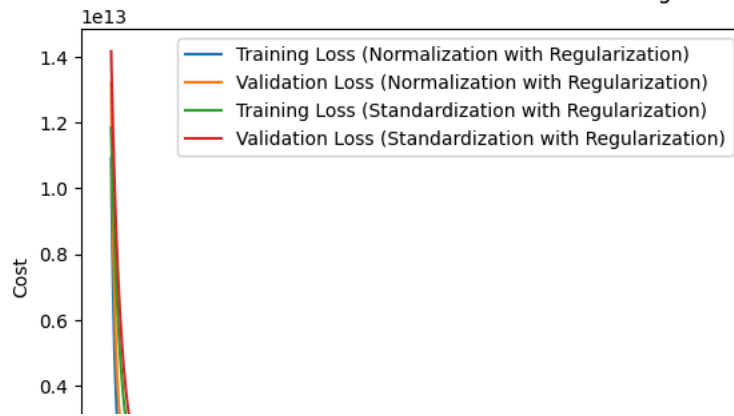 1e13
1.4
Training Loss (Normalization with Regularization)
Validation Loss (Normalization with Regularization)
1.2
Training Loss (Standardization with Regularization)
Validation Loss (Standardization with Regularization)
1.0
0.8
Cost
0.6
0.4